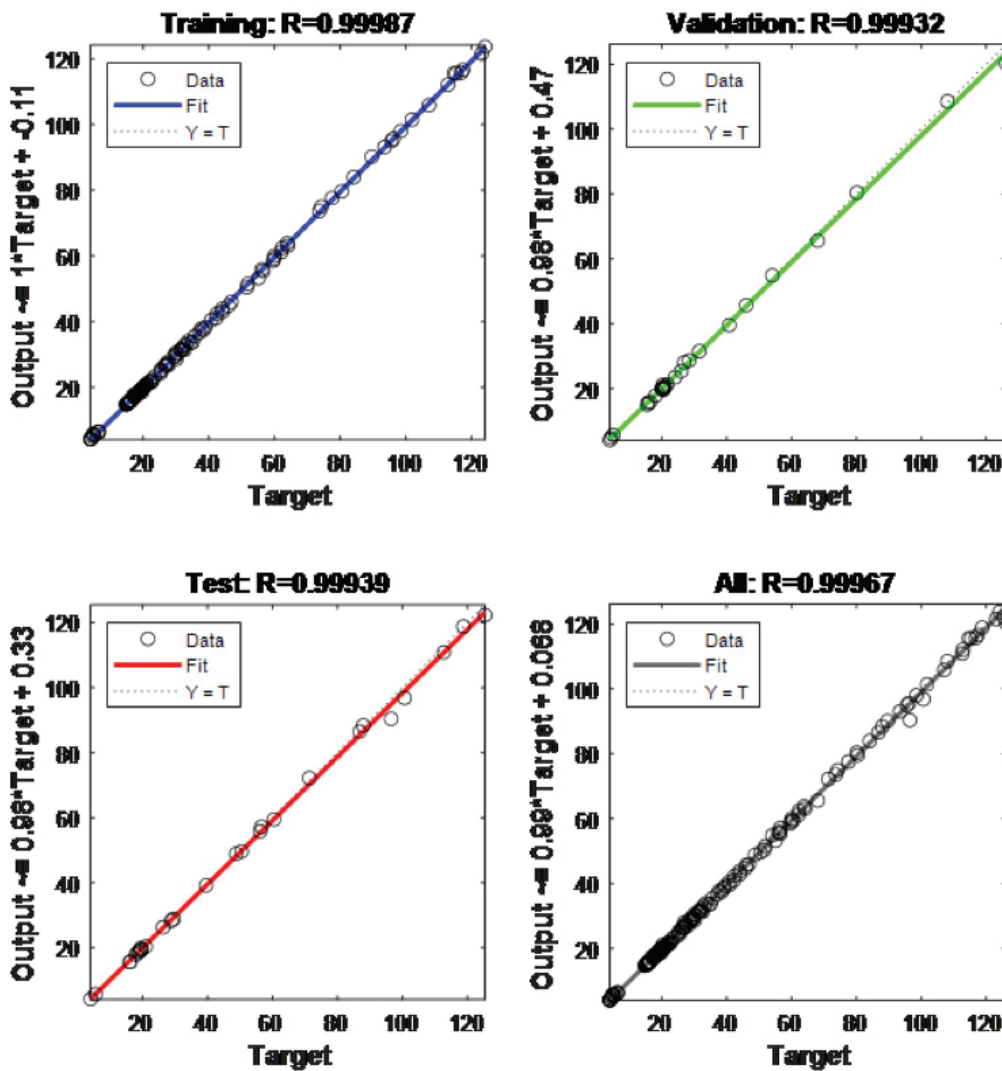 Training: R=0.99987
Output ~= 1*Target + -0.11
120
100
80
60
40
20
Data
Fit
Y = T
20 40 60 80 100 120
Target
Validation: R=0.99932
Output ~= 0.98*Target + 0.47
120
100
80
60
40
20
Data
Fit
Y = T
20 40 60 80 100 120
Target
Test: R=0.99939
Output ~= 0.98*Target + 0.33
120
100
80
60
40
20
Data
Fit
Y = T
20 40 60 80 100 120
Target
All: R=0.99967
Output ~= 0.99*Target + 0.068
120
100
80
60
40
20
Data
Fit
Y = T
20 40 60 80 100 120
Target